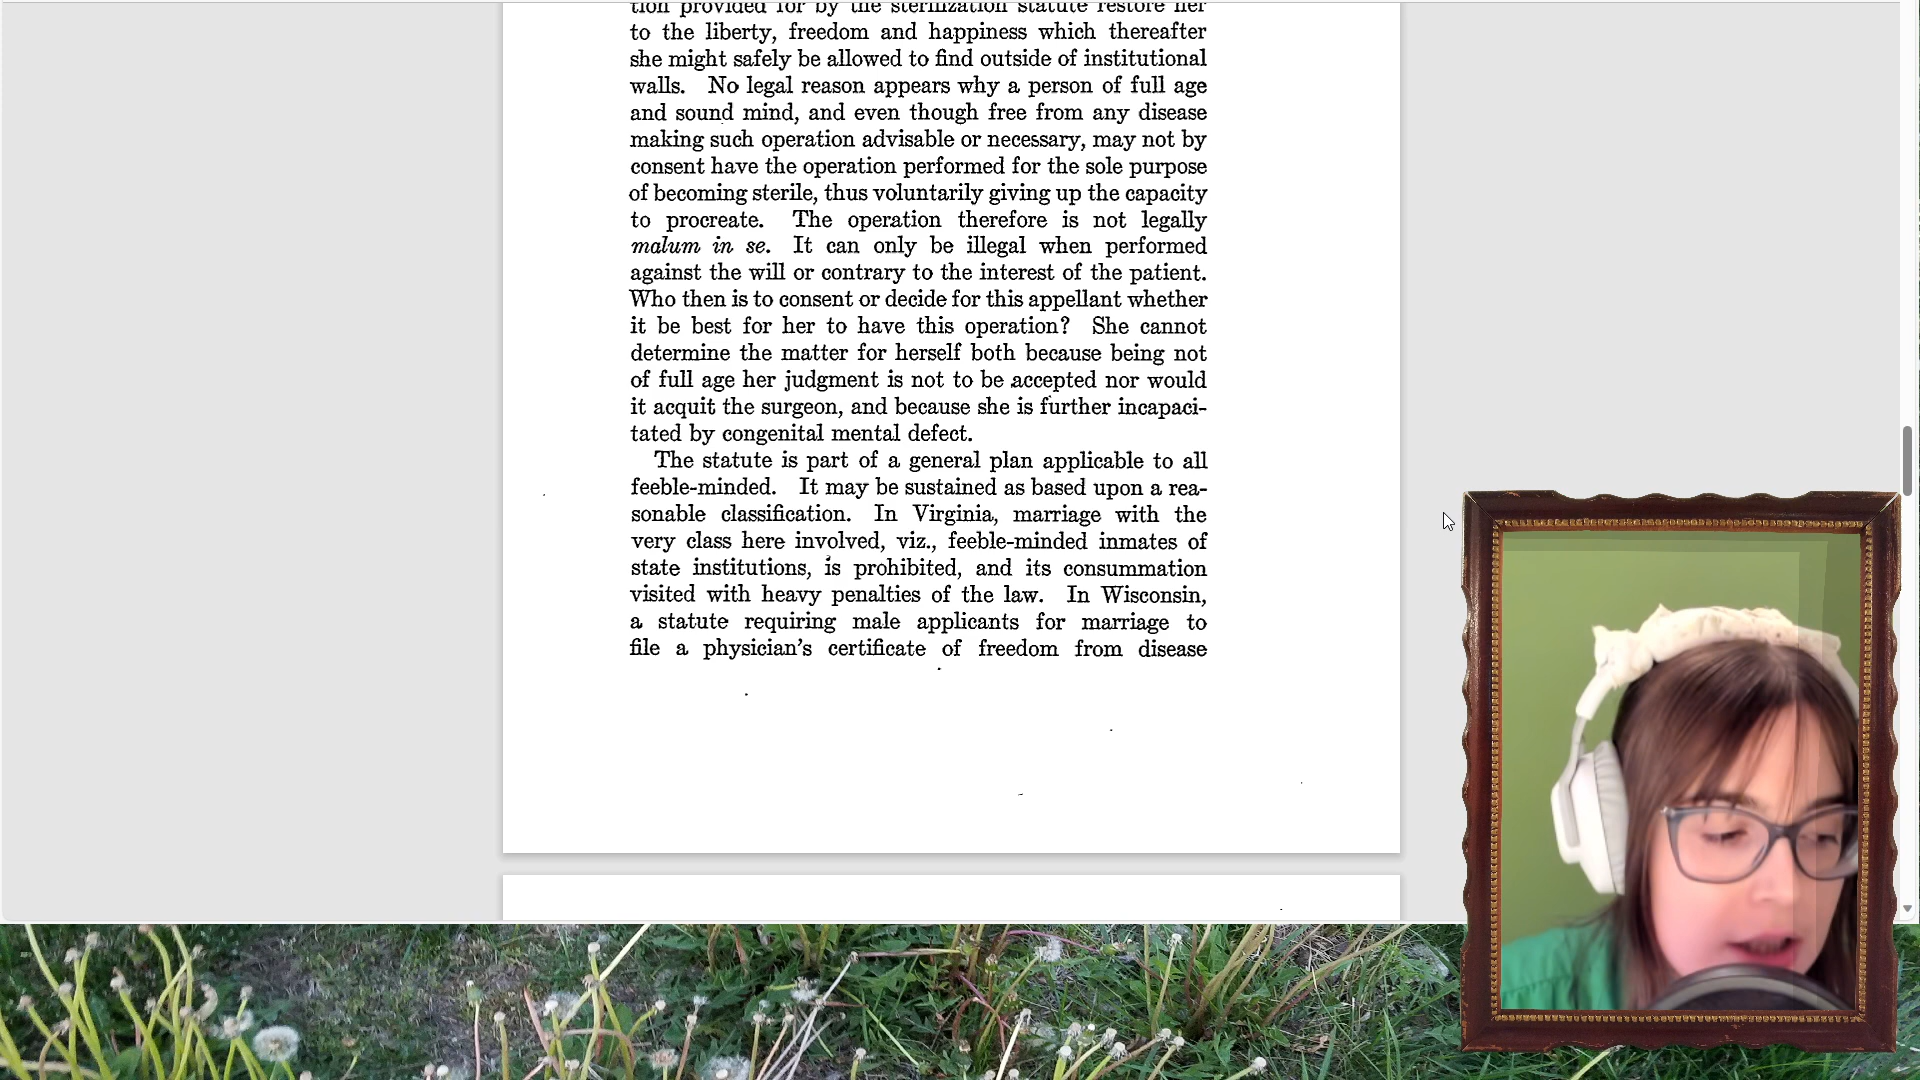 tion provided for by the sterilization statute restore her
to the liberty, freedom and happiness which thereafter
she might safely be allowed to find outside of institutional
walls. No legal reason appears why a person of full age
and sound mind, and even though free from any disease
making such operation advisable or necessary, may not by
consent have the operation performed for the sole purpose
of becoming sterile, thus voluntarily giving up the capacity
to procreate. The operation therefore is not legally
malum in se. It can only be illegal when performed
against the will or contrary to the interest of the patient.
Who then is to consent or decide for this appellant whether
it be best for her to have this operation? She cannot
determine the matter for herself both because being not
of full age her judgment is not to be accepted nor would
it acquit the surgeon, and because she is further incapaci-
tated by congenital mental defect.
The statute is part of a general plan applicable to all
feeble-minded. It may be sustained as based upon a rea-
sonable classification. In Virginia, marriage with the
very class here involved, viz., feeble-minded inmates of
state institutions, is prohibited, and its consummation
visited with heavy penalties of the law. In Wisconsin,
a statute requiring male applicants for marriage to
file a physician's certificate of freedom from disease